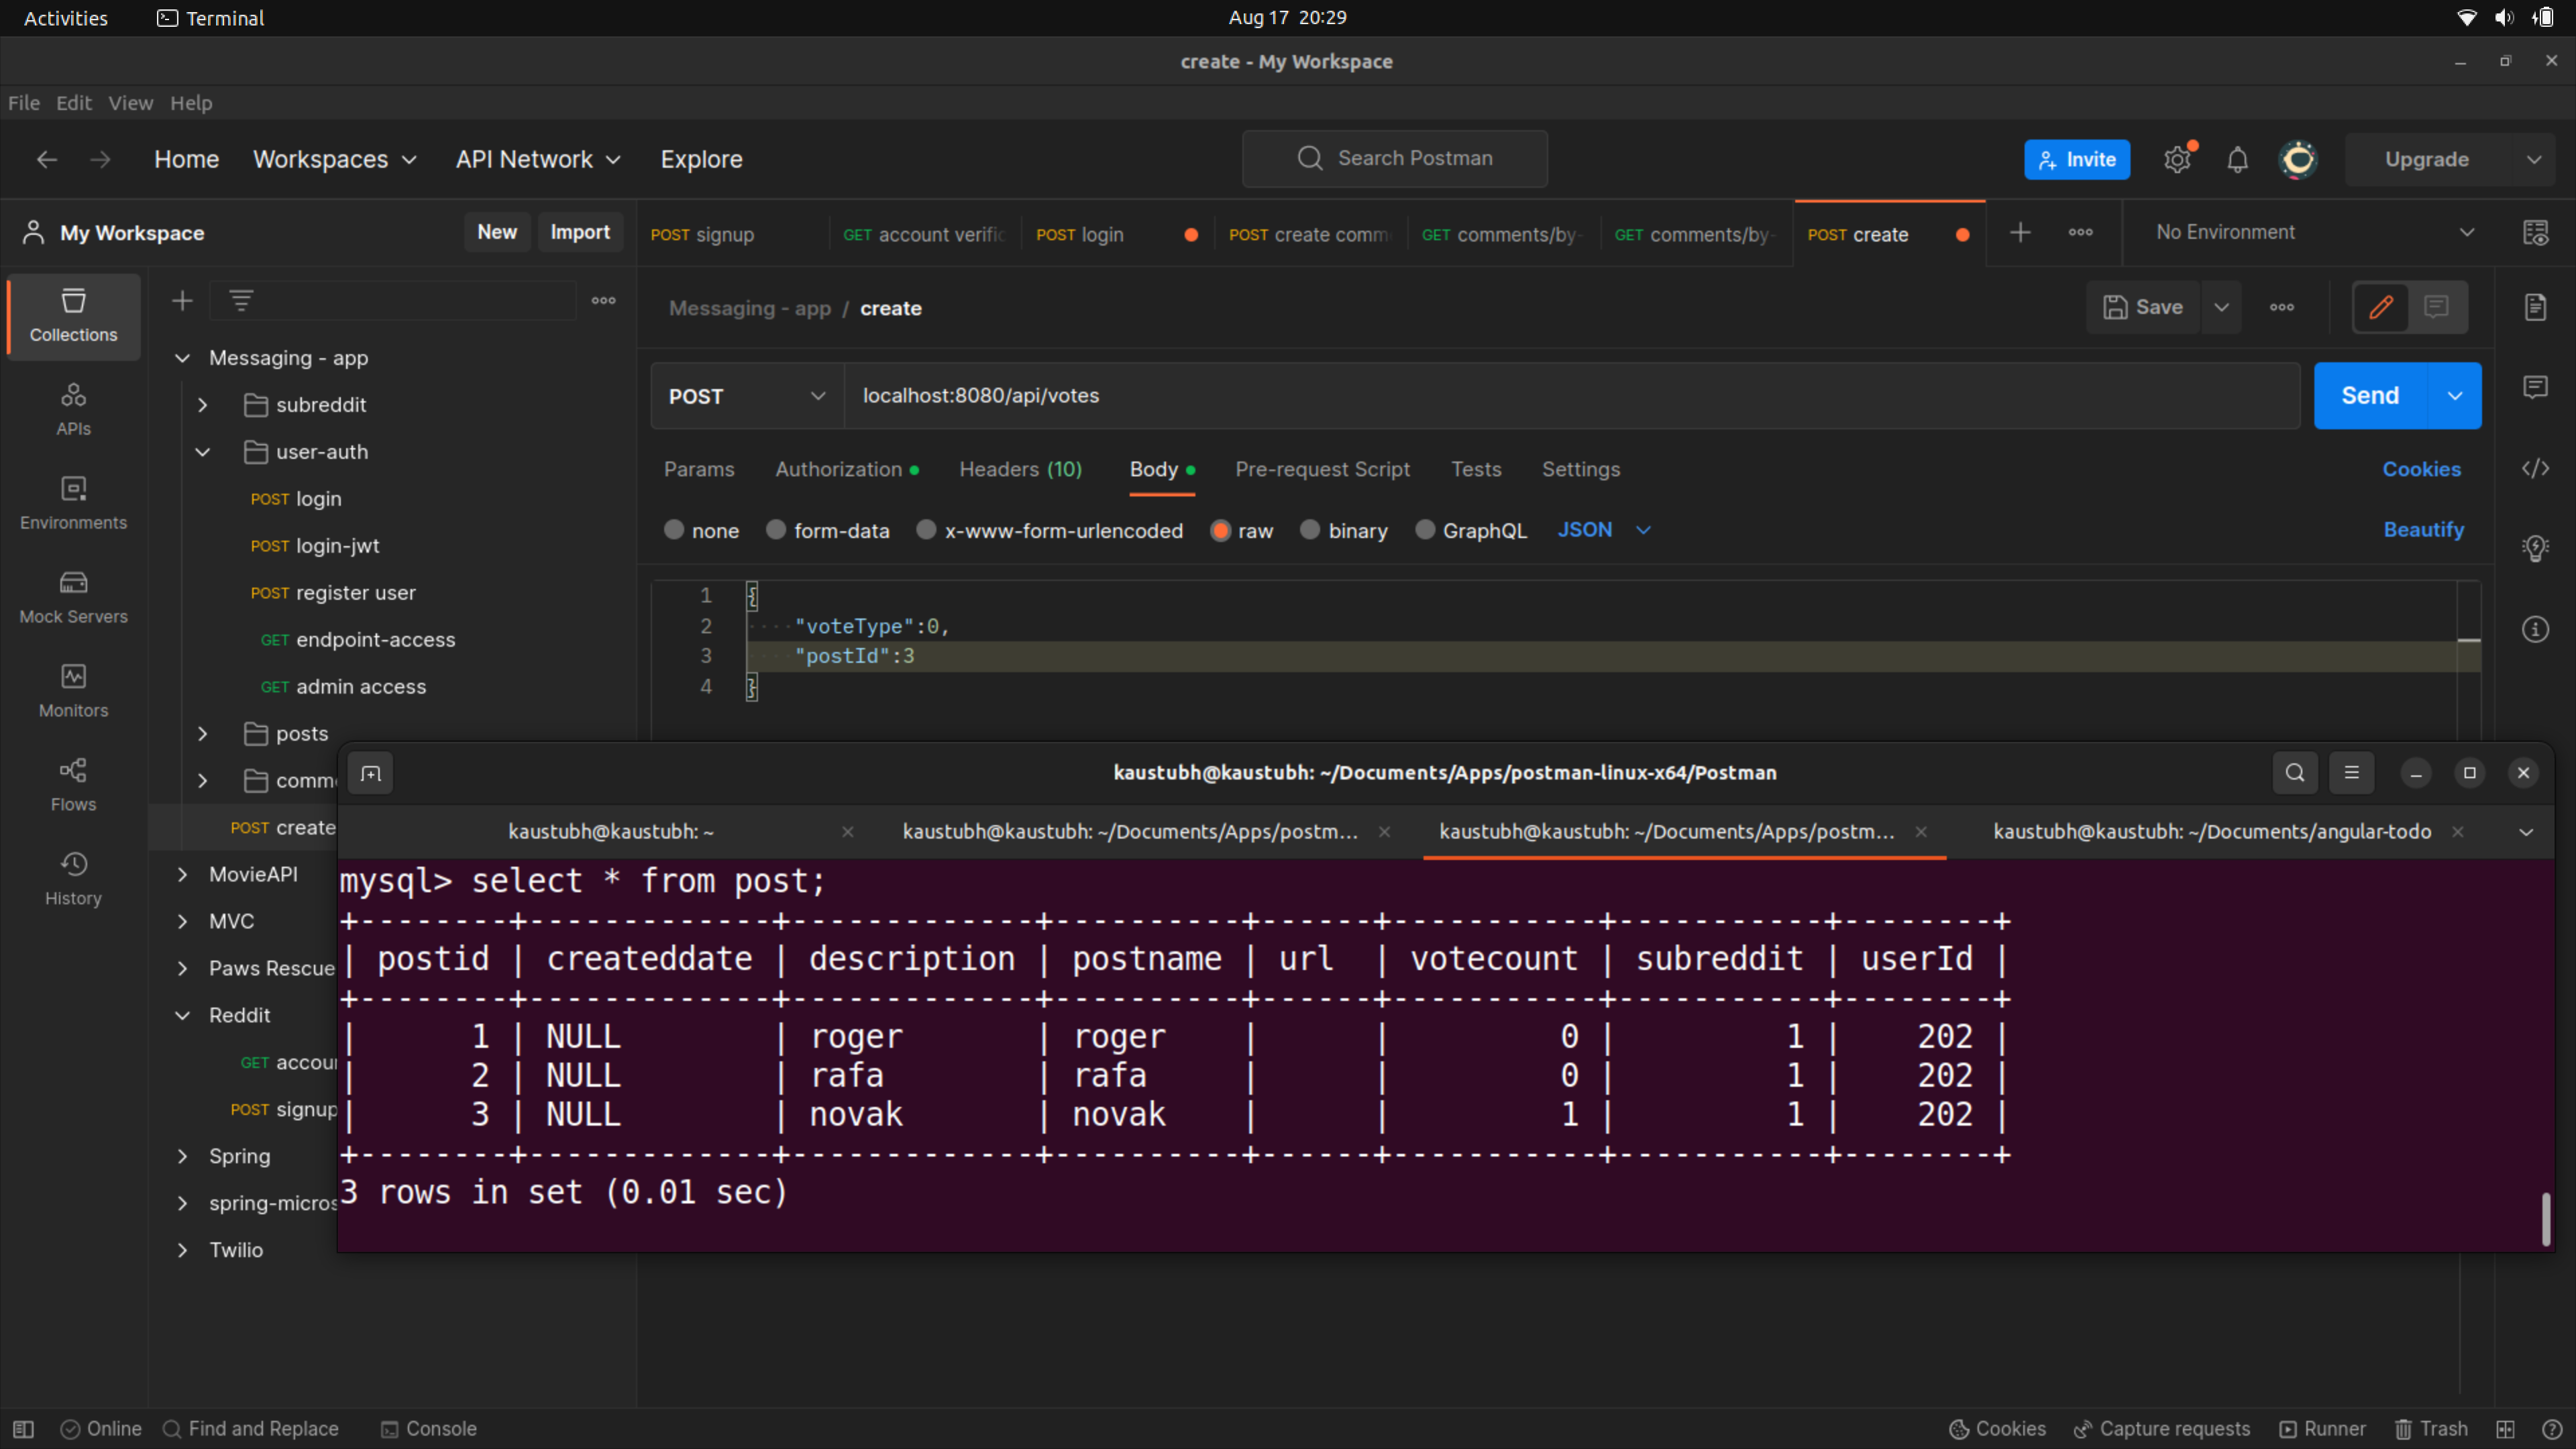 Activities Terminal Aug 17 20:29
create - My Workspace
File Edit View Help
Home Workspaces API Network Explore Search Postman Invite Upgrade
My Workspace New Import
POST signup GET account verific POST login POST create comm GET comments/by- GET comments/by- POST create No Environment
Collections
APIs
Environments
Mock Servers
Monitors
Flows
History
Messaging - app
subreddit
user-auth
POST login
POST login-jwt
POST register user
GET endpoint-access
GET admin access
posts
comm
POST create
MovieAPI
MVC
Paws Rescue
Reddit
GET accou
POST signup
Spring
spring-micros
Twilio
Messaging - app / create Save
POST localhost:8080/api/votes Send
Params Authorization Headers (10) Body Pre-request Script Tests Settings Cookies
none form-data x-www-form-urlencoded raw binary GraphQL JSON Beautify
1 {
2 "voteType":0,
3 "postId":3
4 }
kaustubh@kaustubh: ~/Documents/Apps/postman-linux-x64/Postman
kaustubh@kaustubh: ~ kaustubh@kaustubh: ~/Documents/Apps/postm... kaustubh@kaustubh: ~/Documents/Apps/postm... kaustubh@kaustubh: ~/Documents/angular-todo
mysql> select * from post;
+--------+-------------+-------------+----------+------+-----------+-----------+--------+
| postid | createddate | description | postname | url  | votecount | subreddit | userId |
+--------+-------------+-------------+----------+------+-----------+-----------+--------+
|      1 | NULL        | roger       | roger    |      |         0 |         1 |    202 |
|      2 | NULL        | rafa        | rafa     |      |         0 |         1 |    202 |
|      3 | NULL        | novak       | novak    |      |         1 |         1 |    202 |
+--------+-------------+-------------+----------+------+-----------+-----------+--------+
3 rows in set (0.01 sec)
Online Find and Replace Console Cookies Capture requests Runner Trash